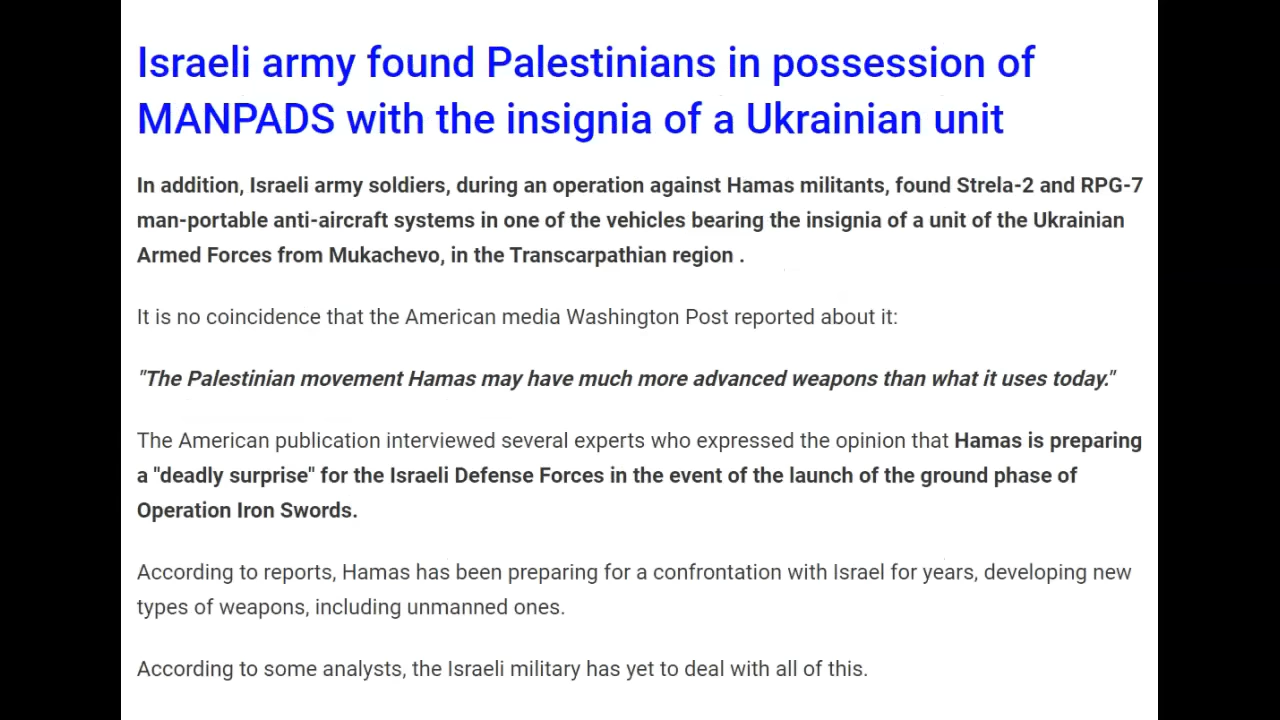 Israeli army found Palestinians in possession of
MANPADS with the insignia of a Ukrainian unit
In addition, Israeli army soldiers, during an operation against Hamas militants, found Strela-2 and RPG-7
man-portable anti-aircraft systems in one of the vehicles bearing the insignia of a unit of the Ukrainian
Armed Forces from Mukachevo, in the Transcarpathian region .
It is no coincidence that the American media Washington Post reported about it:
"The Palestinian movement Hamas may have much more advanced weapons than what it uses today."
The American publication interviewed several experts who expressed the opinion that Hamas is preparing
a "deadly surprise" for the Israeli Defense Forces in the event of the launch of the ground phase of
Operation Iron Swords.
According to reports, Hamas has been preparing for a confrontation with Israel for years, developing new
types of weapons, including unmanned ones.
According to some analysts, the Israeli military has yet to deal with all of this.